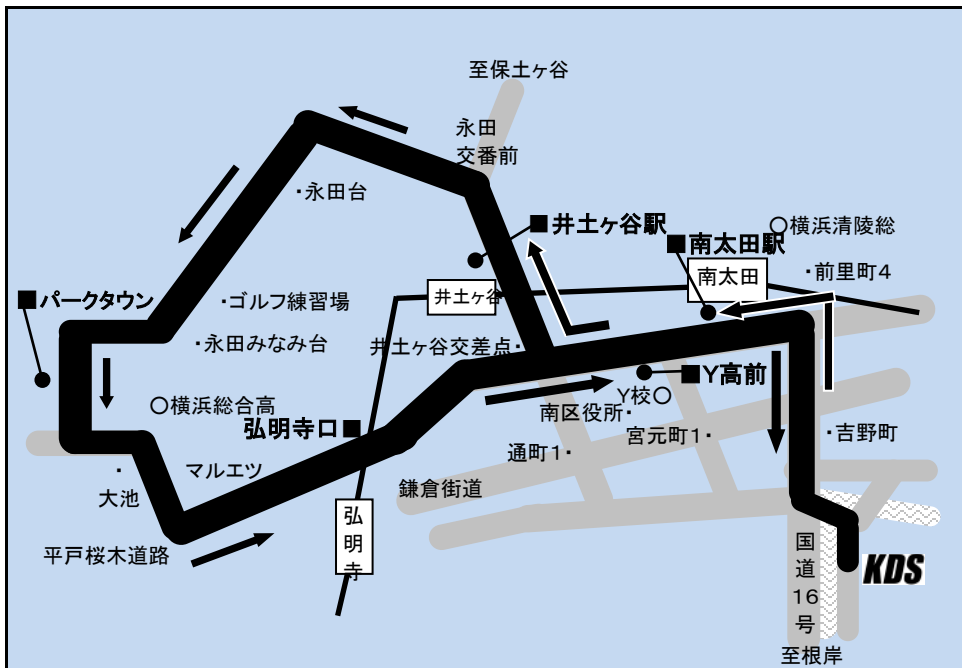 至保土ヶ谷
永田
交番前
・永田台
■井土ヶ谷駅
○横浜清陵総
■南太田駅
南太田
・前里町4
■パークタウン
・ゴルフ練習場
井土ヶ谷
・永田みなみ台
井土ヶ谷交差点・
■Y高前
Y校○
○横浜総合高
南区役所・
弘明寺口■
宮元町1・
・吉野町
通町1・
マルエツ
・
大池
鎌倉街道
弘明寺
平戸桜木道路
国道16号
KDS
至根岸